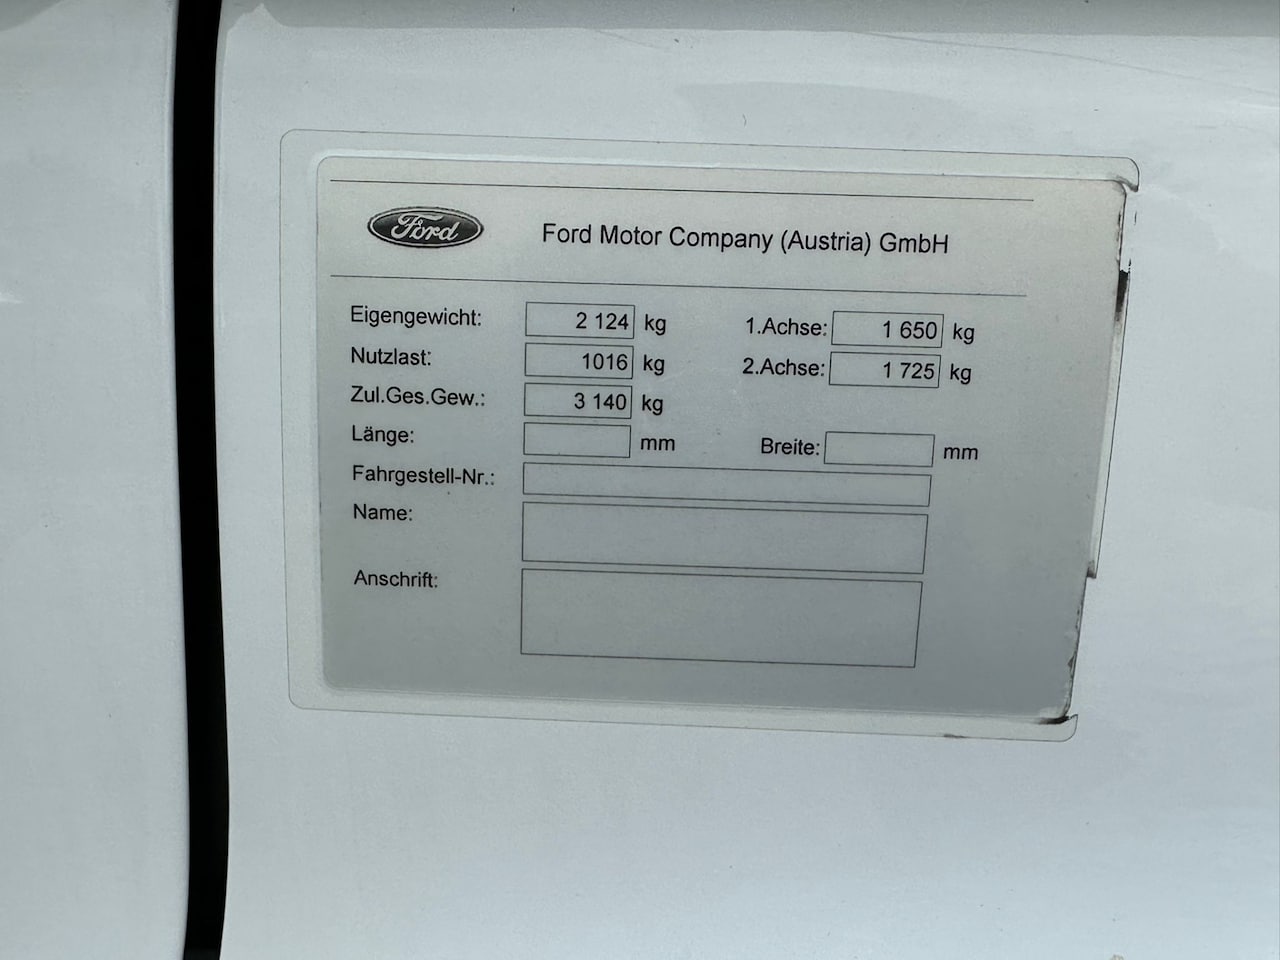 Ford Ford Motor Company (Austria) GmbH
Eigengewicht: 2 124 kg 1.Achse: 1 650 kg
Nutzlast: 1016 kg 2.Achse: 1 725 kg
Zul.Ges.Gew.: 3 140 kg
Länge: mm Breite: mm
Fahrgestell-Nr.:
Name:
Anschrift: